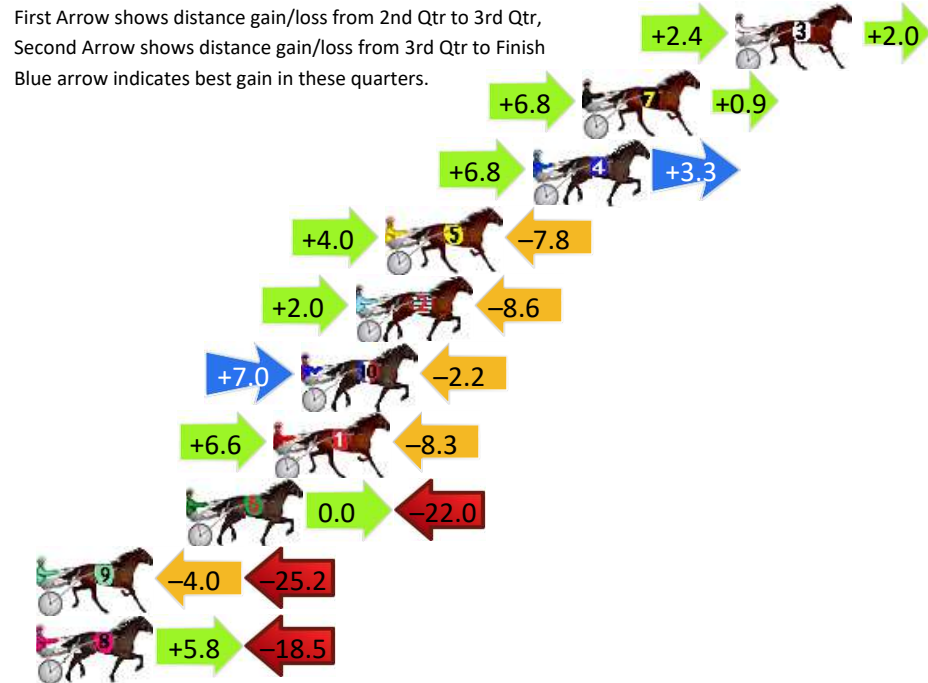 First Arrow shows distance gain/loss from 2nd Qtr to 3rd Qtr,
Second Arrow shows distance gain/loss from 3rd Qtr to Finish
Blue arrow indicates best gain in these quarters.
+2.4 3 +2.0
+6.8 7 +0.9
+6.8 4 +3.3
+4.0 5 −7.8
+2.0 2 −8.6
+7.0 10 −2.2
+6.6 1 −8.3
6 0.0 −22.0
9 −4.0 −25.2
8 +5.8 −18.5